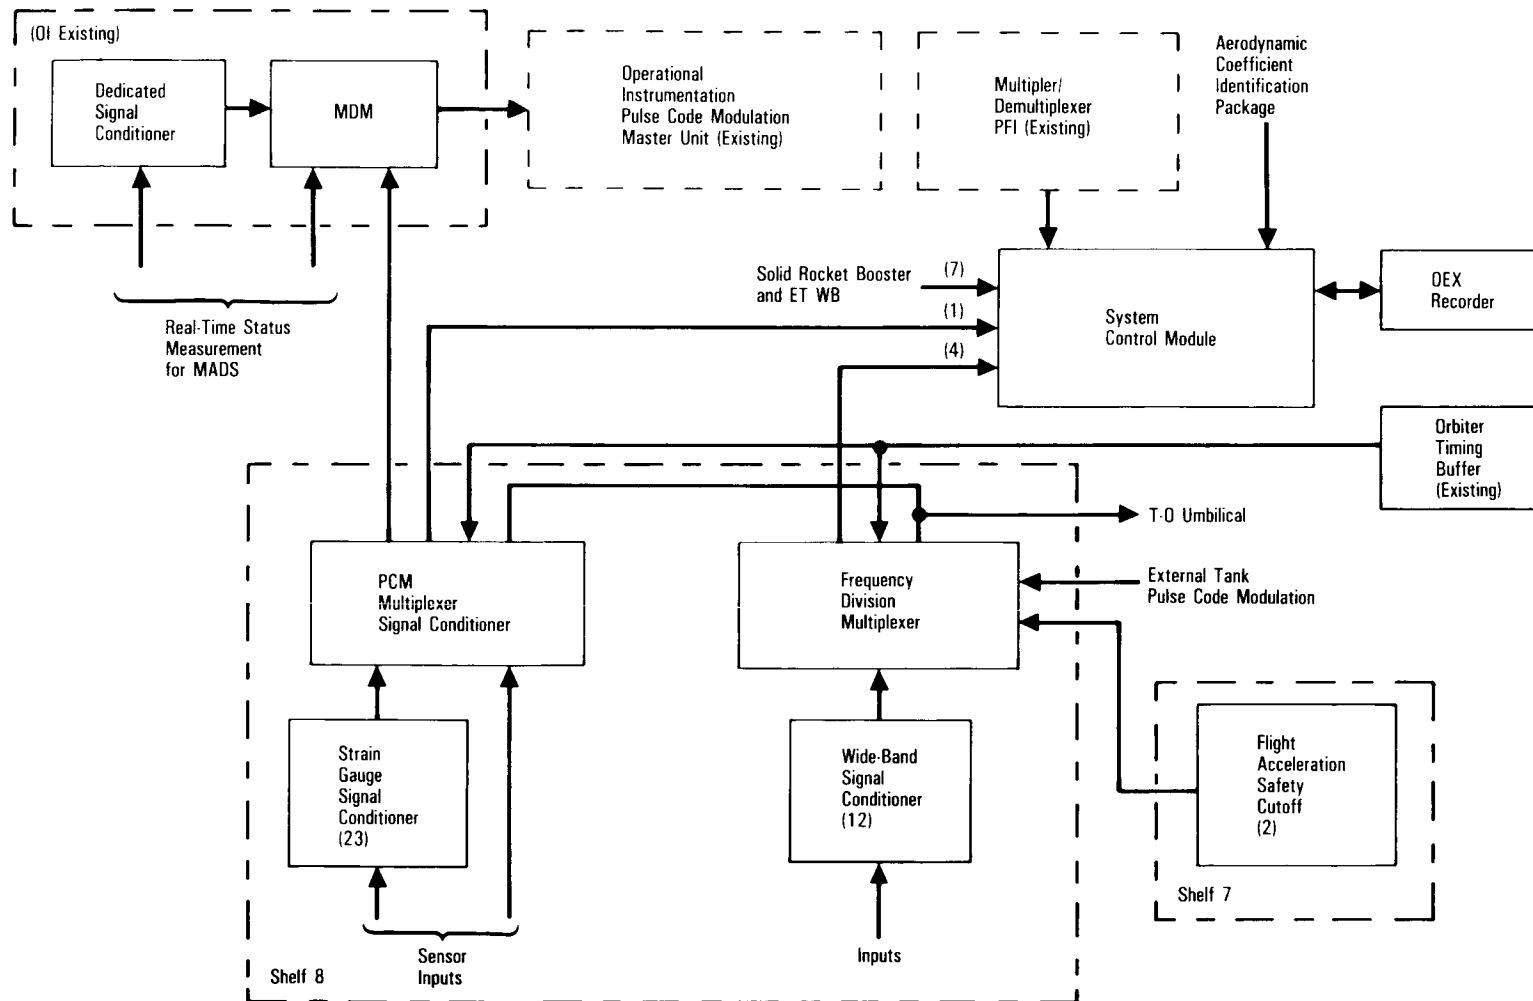 (OI Existing)
Dedicated
Signal
Conditioner
MDM
Operational
Instrumentation
Pulse Code Modulation
Master Unit (Existing)
Multipler/
Demultiplexer
PFI (Existing)
Aerodynamic
Coefficient
Identification
Package
Real-Time Status
Measurement
for MADS
Solid Rocket Booster
and ET WB
(7)
(1)
(4)
System
Control Module
OEX
Recorder
Orbiter
Timing
Buffer
(Existing)
T-O Umbilical
PCM
Multiplexer
Signal Conditioner
Frequency
Division
Multiplexer
External Tank
Pulse Code Modulation
Strain
Gauge
Signal
Conditioner
(23)
Wide-Band
Signal
Conditioner
(12)
Flight
Acceleration
Safety
Cutoff
(2)
Shelf 7
Sensor
Inputs
Inputs
Shelf 8